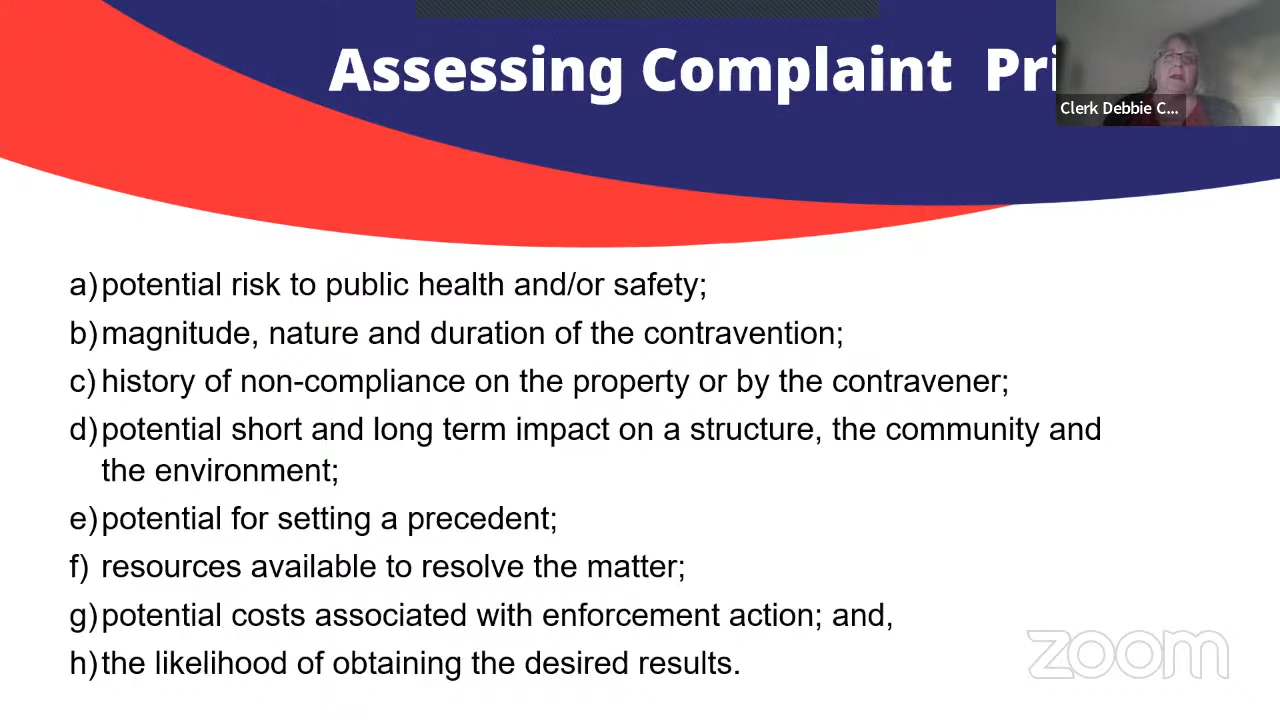 Assessing Complaint Pri
Clerk Debbie C...
a) potential risk to public health and/or safety;
b) magnitude, nature and duration of the contravention;
c) history of non-compliance on the property or by the contravener;
d) potential short and long term impact on a structure, the community and
the environment;
e) potential for setting a precedent;
f) resources available to resolve the matter;
g) potential costs associated with enforcement action; and,
h) the likelihood of obtaining the desired results.
zoom